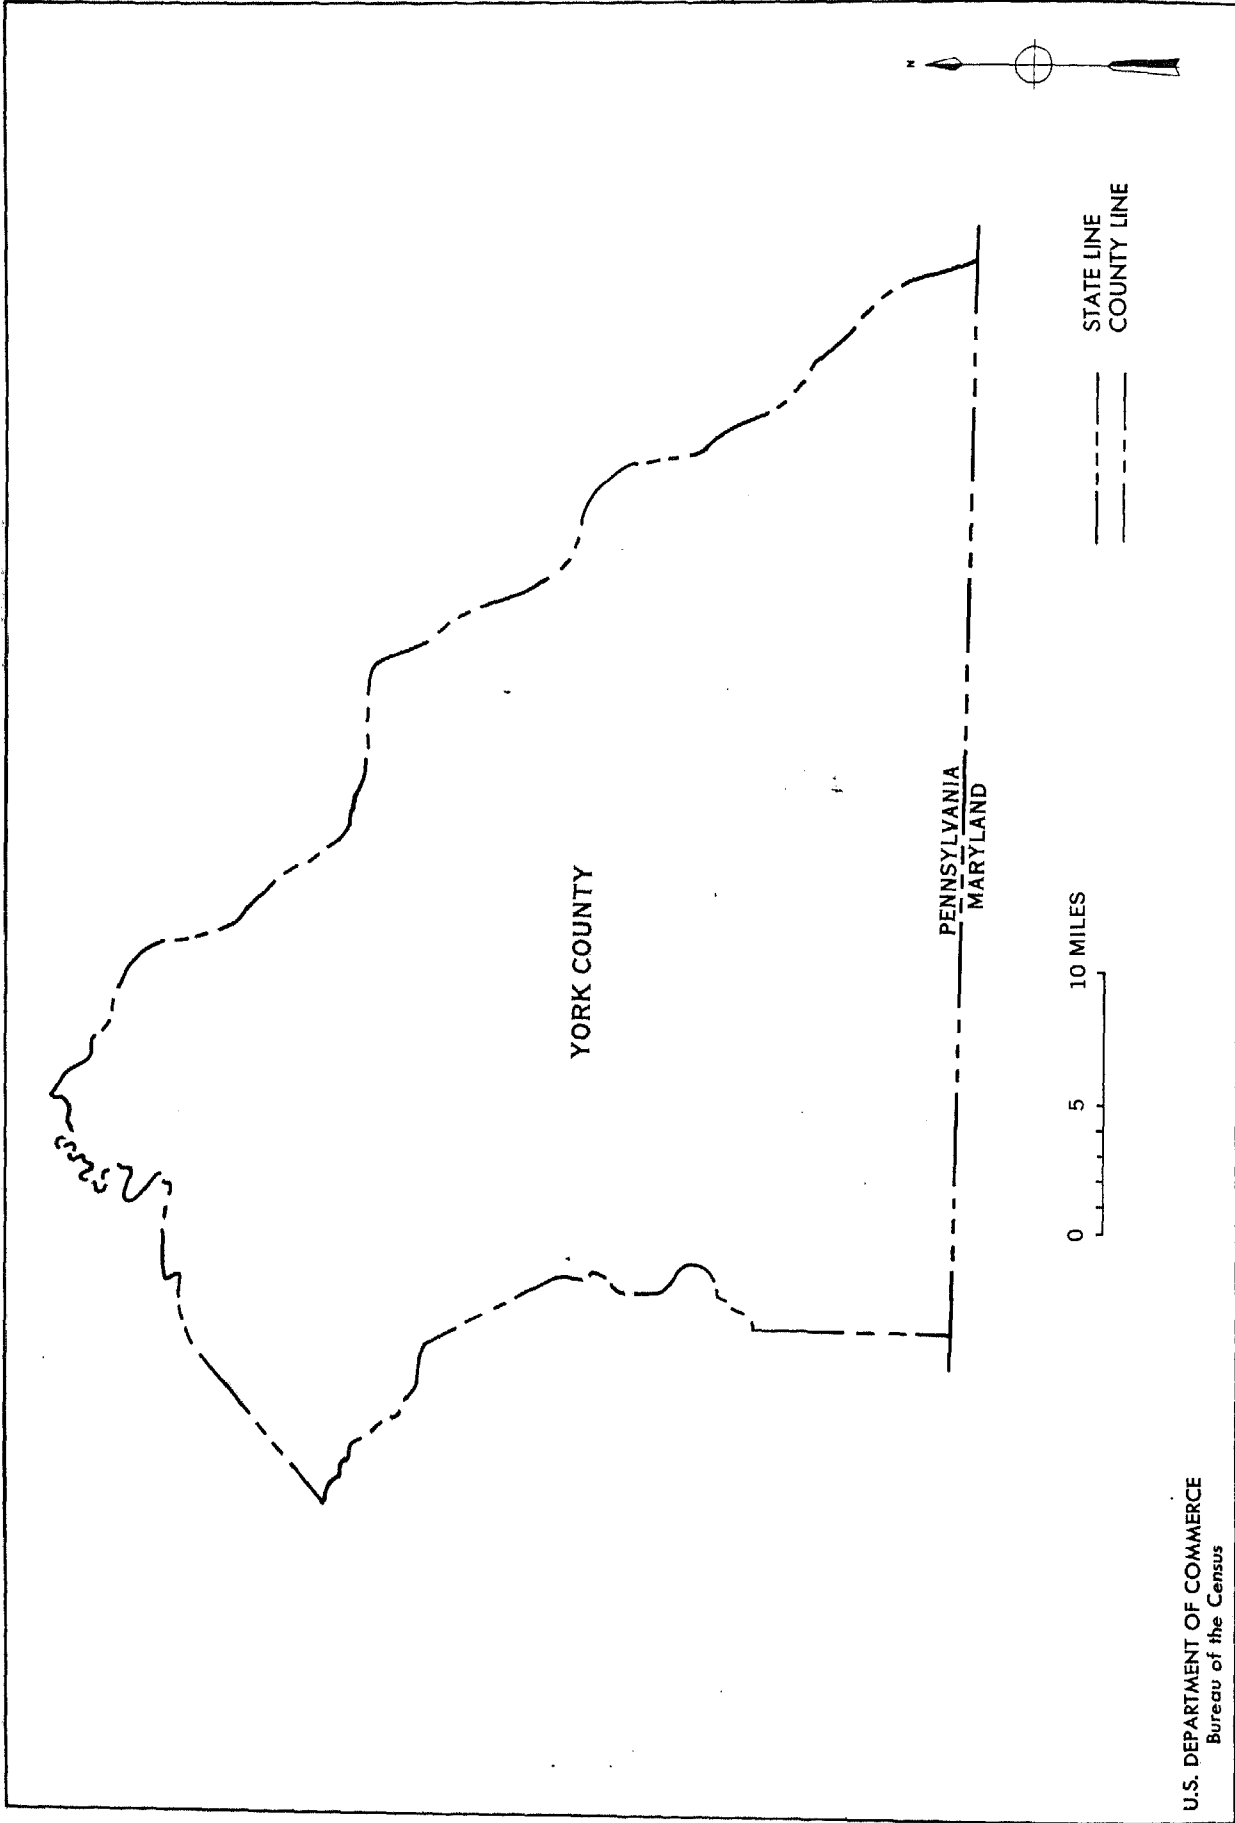 N
YORK COUNTY
PENNSYLVANIA
MARYLAND
0 5 10 MILES
STATE LINE
COUNTY LINE
U.S. DEPARTMENT OF COMMERCE
Bureau of the Census